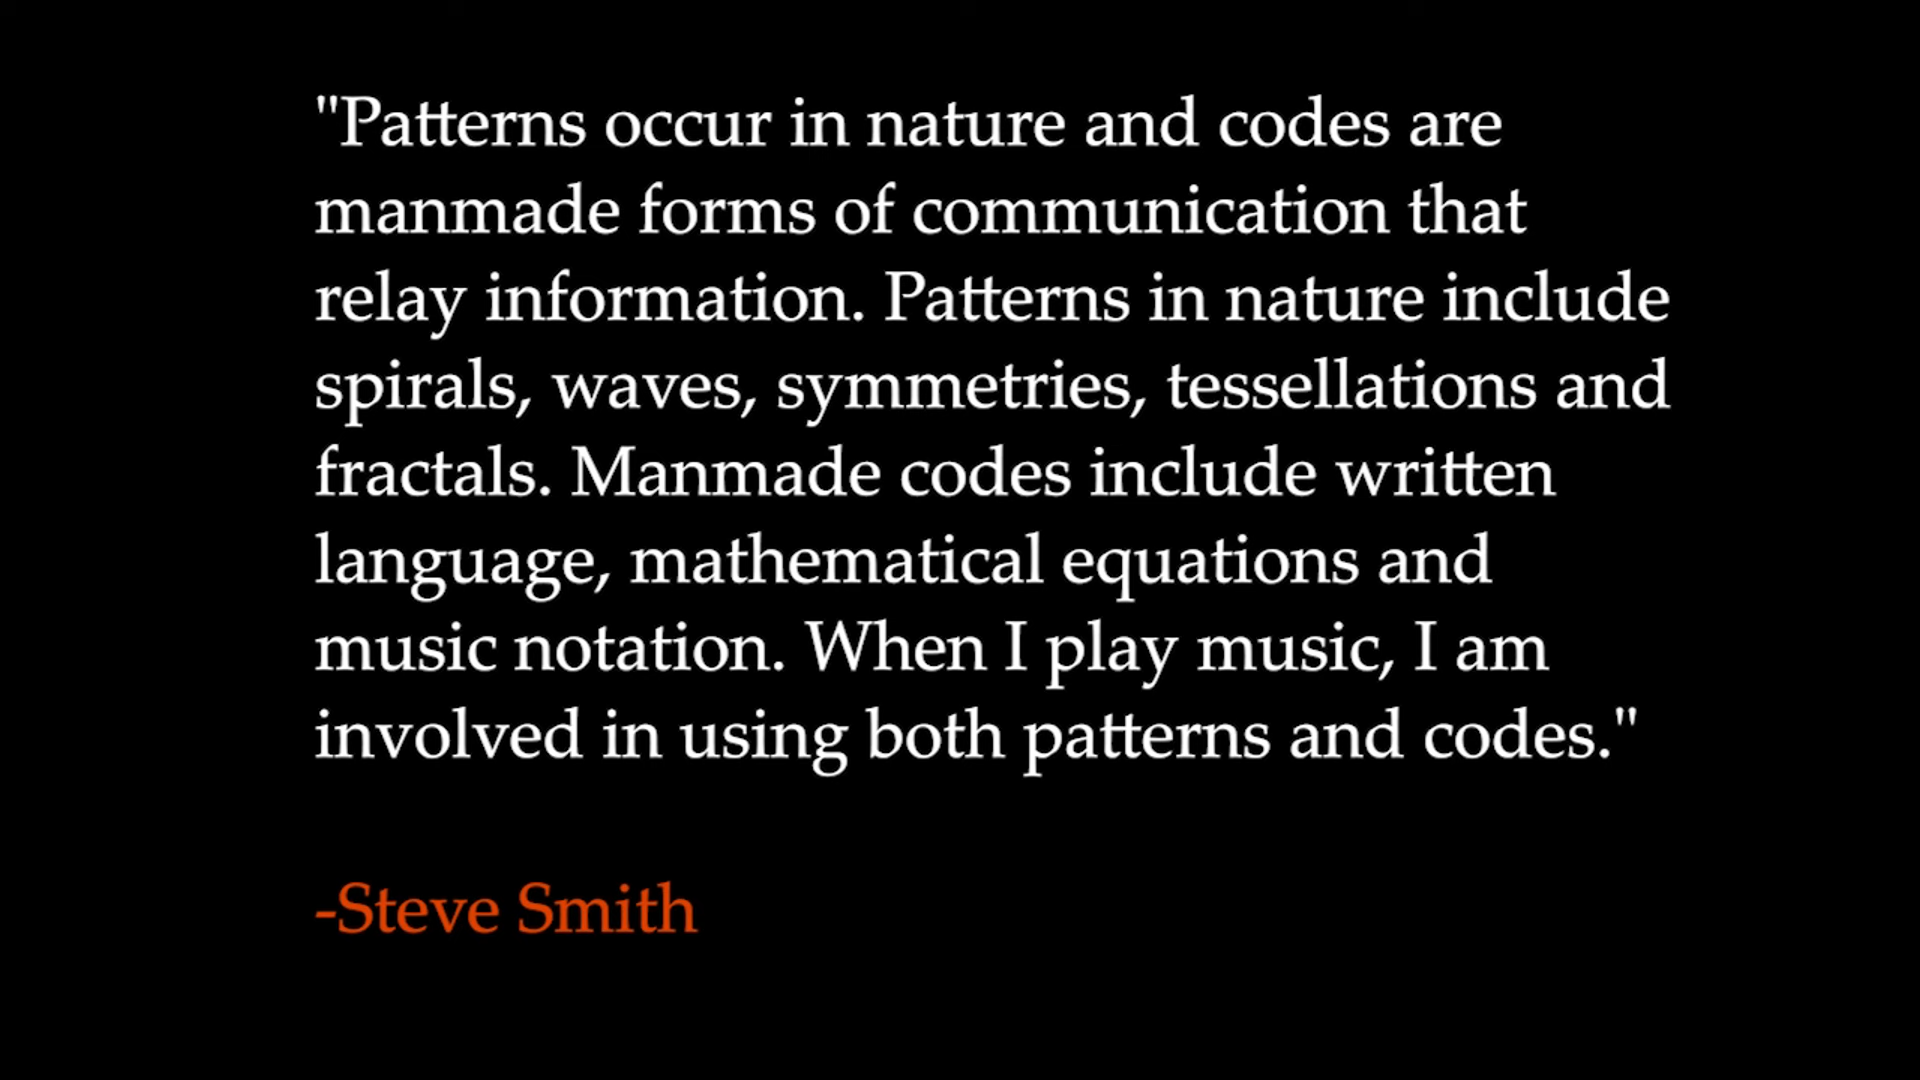 "Patterns occur in nature and codes are
manmade forms of communication that
relay information. Patterns in nature include
spirals, waves, symmetries, tessellations and
fractals. Manmade codes include written
language, mathematical equations and
music notation. When I play music, I am
involved in using both patterns and codes."
-Steve Smith